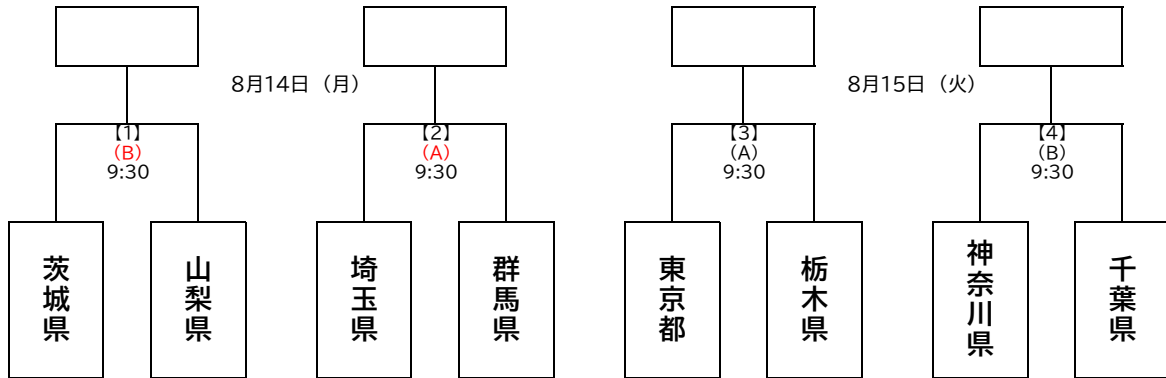 8月14日（月）
8月15日（火）
【1】
（B）
9:30
【2】
（A）
9:30
【3】
（A）
9:30
【4】
（B）
9:30
茨城県
山梨県
埼玉県
群馬県
東京都
栃木県
神奈川県
千葉県